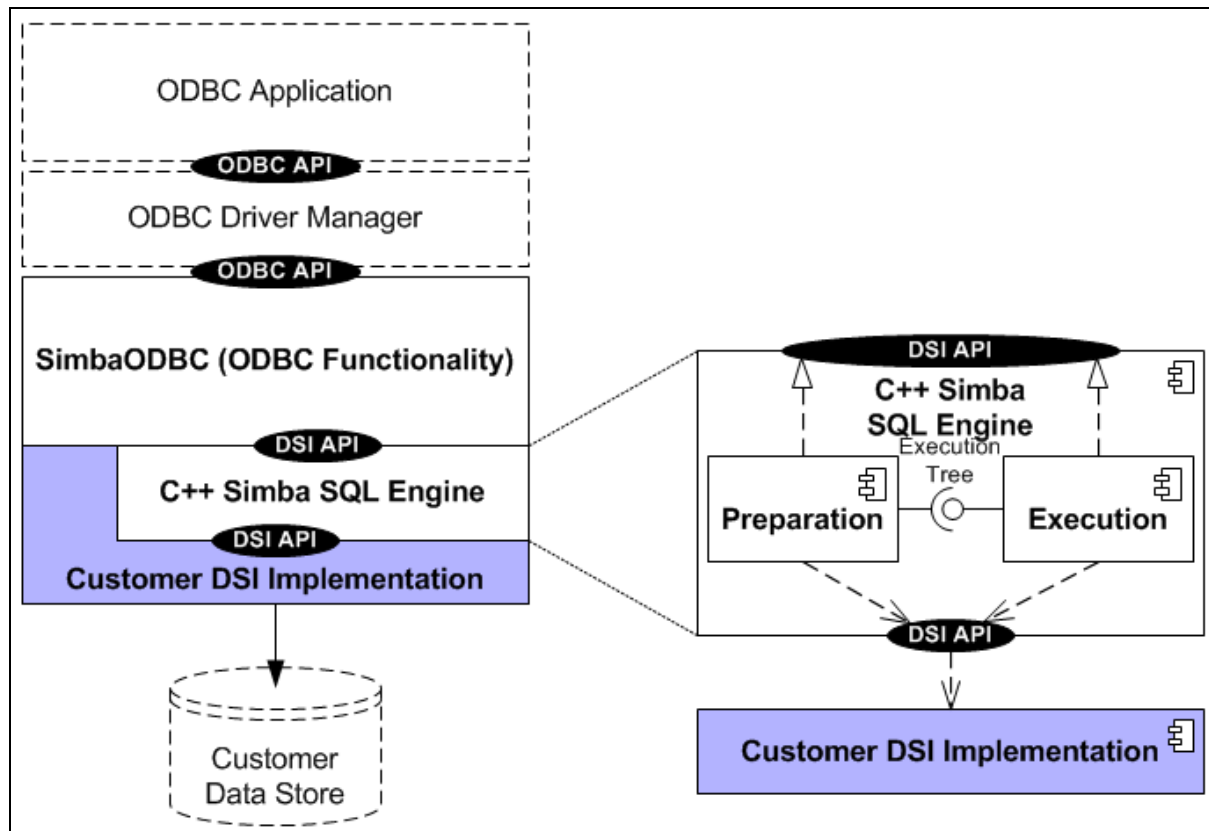 ODBC Application
ODBC API
ODBC Driver Manager
ODBC API
SimbaODBC (ODBC Functionality)
DSI API
C++ Simba SQL Engine
DSI API
Customer DSI Implementation
Customer
Data Store
DSI API
C++ Simba
SQL Engine
Execution
Tree
Preparation
Execution
DSI API
Customer DSI Implementation